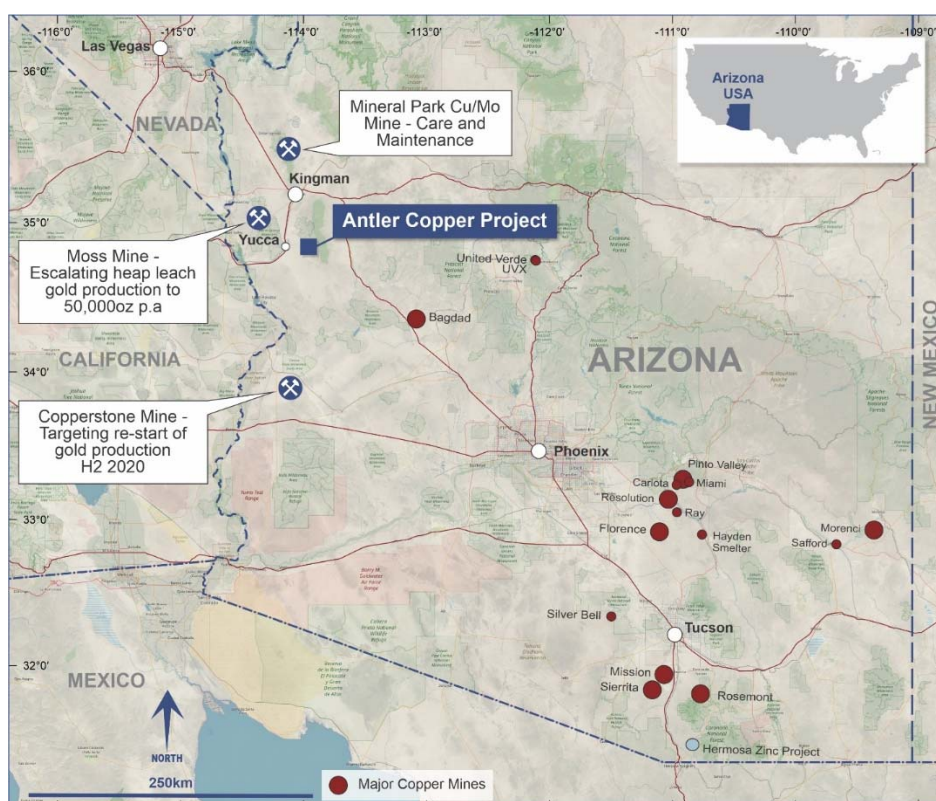 -116°0' -115°0' -114°0' -112°0' -111°0' -110°0' -109°0'
Las Vegas
36°0'
NEVADA
Arizona
USA
Mineral Park Cu/Mo
Mine - Care and
Maintenance
Kingman
35°0'
Antler Copper Project
Yucca
Moss Mine -
Escalating heap leach
gold production to
50,000oz p.a
United Verde
UVX
Bagdad
ARIZONA
NEW MEXICO
CALIFORNIA
34°0'
Copperstone Mine -
Targeting re-start of
gold production
H2 2020
Phoenix
Pinto Valley
Cariota
Miami
Resolution
Ray
33°0'
Florence
Hayden
Smelter
Morenci
Safford
Silver Bell
Tucson
32°0'
MEXICO
Mission
Sierrita
Rosemont
Hermosa Zinc Project
NORTH
250km
Major Copper Mines